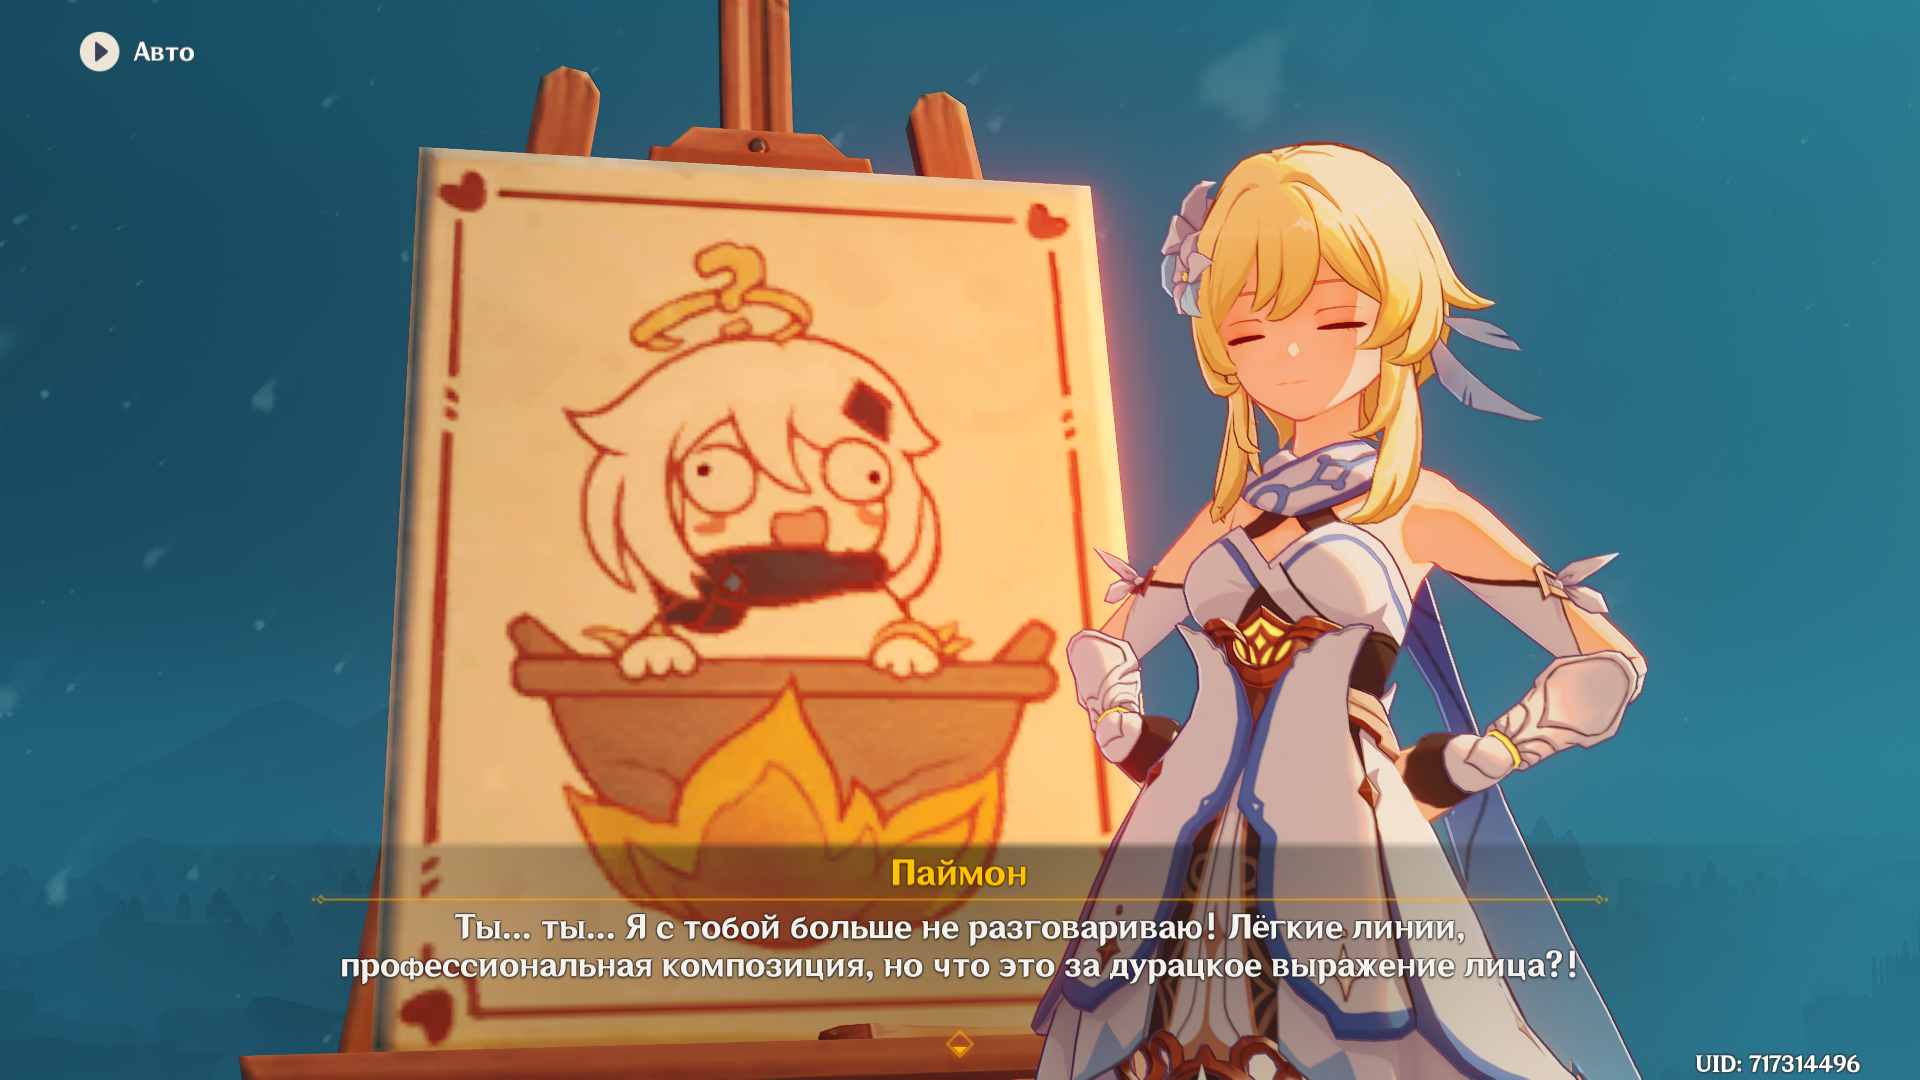 Авто
Паймон
Ты... ты... Я с тобой больше не разговариваю! Лёгкие линии,
профессиональная композиция, но что это за дурацкое выражение лица?!
UID: 717314496